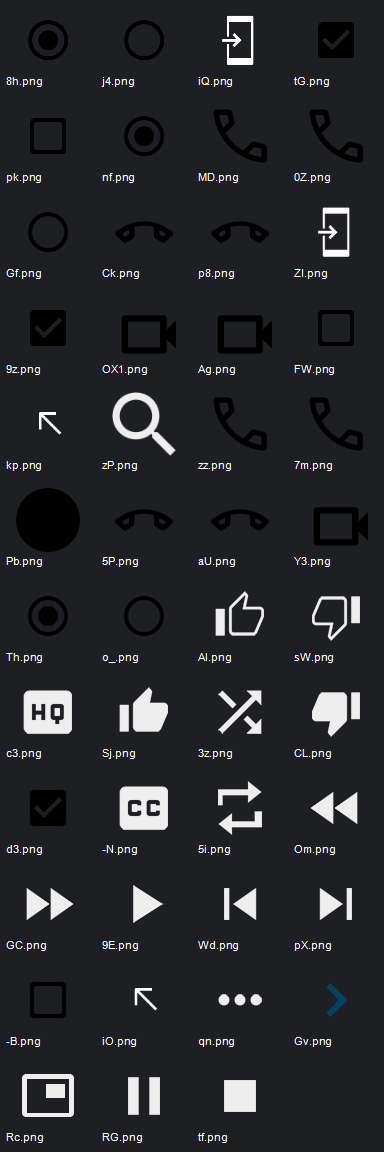 8h.png j4.png iQ.png tG.png
pk.png nf.png MD.png 0Z.png
Gf.png Ck.png p8.png ZI.png
9z.png OX1.png Ag.png FW.png
kp.png zP.png zz.png 7m.png
Pb.png 5P.png aU.png Y3.png
Th.png o_.png AI.png sW.png
HQ
c3.png Sj.png 3z.png CL.png
CC
d3.png -N.png 5i.png Om.png
GC.png 9E.png Wd.png pX.png
-B.png iO.png qn.png Gv.png
Rc.png RG.png tf.png